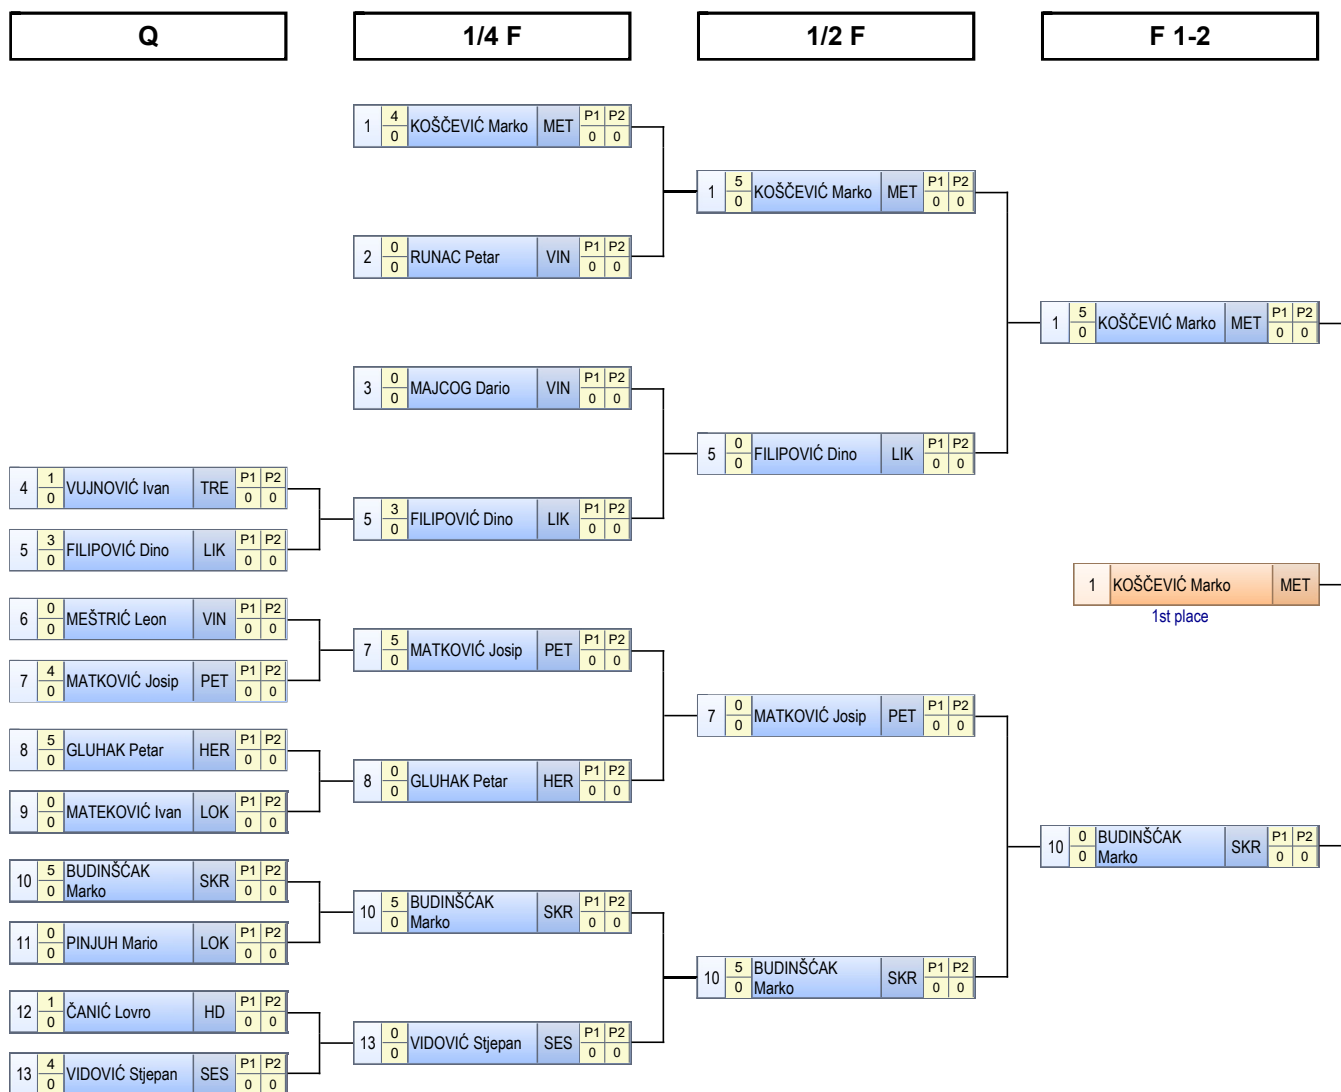 Q
1/4 F
1/2 F
F 1-2
1 4 0 KOŠČEVIĆ Marko MET P1 P2 0 0
2 0 0 RUNAC Petar VIN P1 P2 0 0
3 0 0 MAJCOG Dario VIN P1 P2 0 0
4 1 0 VUJNOVIĆ Ivan TRE P1 P2 0 0
5 3 0 FILIPOVIĆ Dino LIK P1 P2 0 0
6 0 0 MEŠTRIĆ Leon VIN P1 P2 0 0
7 4 0 MATKOVIĆ Josip PET P1 P2 0 0
8 5 0 GLUHAK Petar HER P1 P2 0 0
9 0 0 MATEKOVIĆ Ivan LOK P1 P2 0 0
10 5 0 BUDINŠĆAK
Marko SKR P1 P2 0 0
11 0 0 PINJUH Mario LOK P1 P2 0 0
12 1 0 ČANIĆ Lovro HD P1 P2 0 0
13 4 0 VIDOVIĆ Stjepan SES P1 P2 0 0
5 3 0 FILIPOVIĆ Dino LIK P1 P2 0 0
7 5 0 MATKOVIĆ Josip PET P1 P2 0 0
8 0 0 GLUHAK Petar HER P1 P2 0 0
10 5 0 BUDINŠĆAK
Marko SKR P1 P2 0 0
13 0 0 VIDOVIĆ Stjepan SES P1 P2 0 0
1 5 0 KOŠČEVIĆ Marko MET P1 P2 0 0
5 0 0 FILIPOVIĆ Dino LIK P1 P2 0 0
7 0 0 MATKOVIĆ Josip PET P1 P2 0 0
10 5 0 BUDINŠĆAK
Marko SKR P1 P2 0 0
1 5 0 KOŠČEVIĆ Marko MET P1 P2 0 0
1 KOŠČEVIĆ Marko MET
1st place
10 0 0 BUDINŠĆAK
Marko SKR P1 P2 0 0